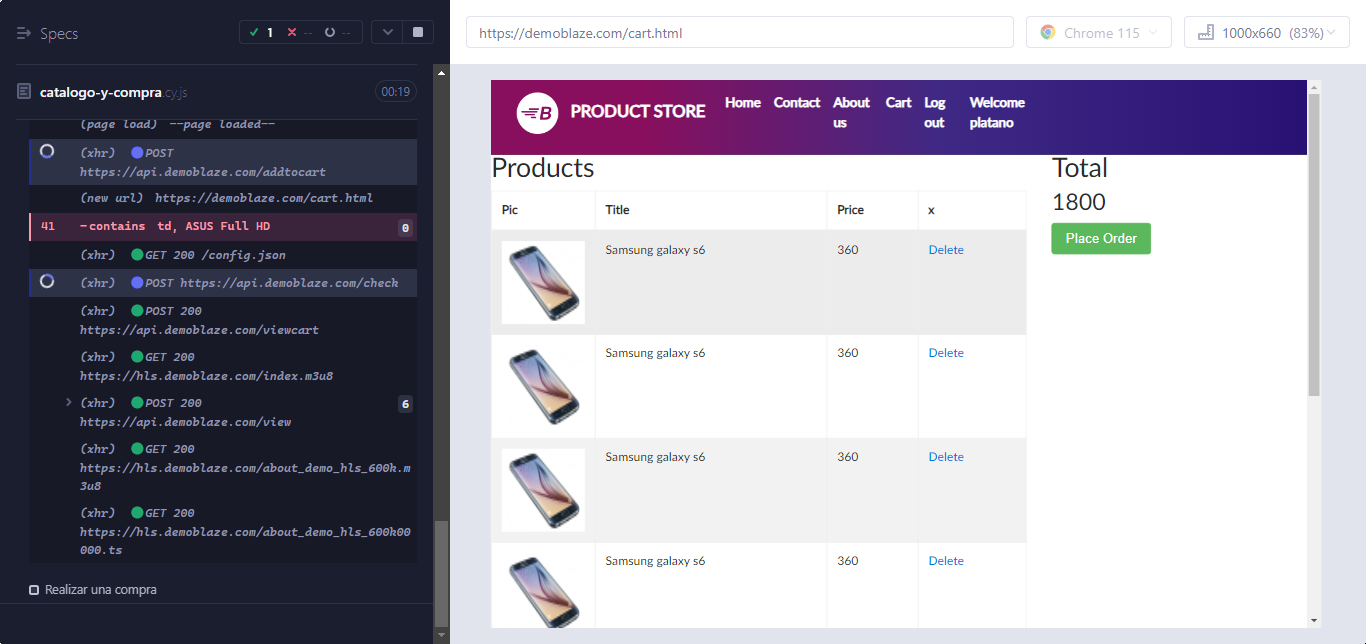 Specs
1 -- --
https://demoblaze.com/cart.html
Chrome 115
1000x660 (83%)
catalogo-y-compra.cy.js
00:19
(page load) --page loaded--
(xhr) POST
https://api.demoblaze.com/addtocart
(new url) https://demoblaze.com/cart.html
41 -contains td, ASUS Full HD 0
(xhr) GET 200 /config.json
(xhr) POST https://api.demoblaze.com/check
(xhr) POST 200
https://api.demoblaze.com/viewcart
(xhr) GET 200
https://hls.demoblaze.com/index.m3u8
(xhr) POST 200 6
https://api.demoblaze.com/view
(xhr) GET 200
https://hls.demoblaze.com/about_demo_hls_600k.m
3u8
(xhr) GET 200
https://hls.demoblaze.com/about_demo_hls_600k00
000.ts
Realizar una compra
B PRODUCT STORE
Home
Contact
About
us
Cart
Log
out
Welcome
platano
Products
Pic Title Price x
Samsung galaxy s6 360 Delete
Samsung galaxy s6 360 Delete
Samsung galaxy s6 360 Delete
Samsung galaxy s6 360 Delete
Total
1800
Place Order